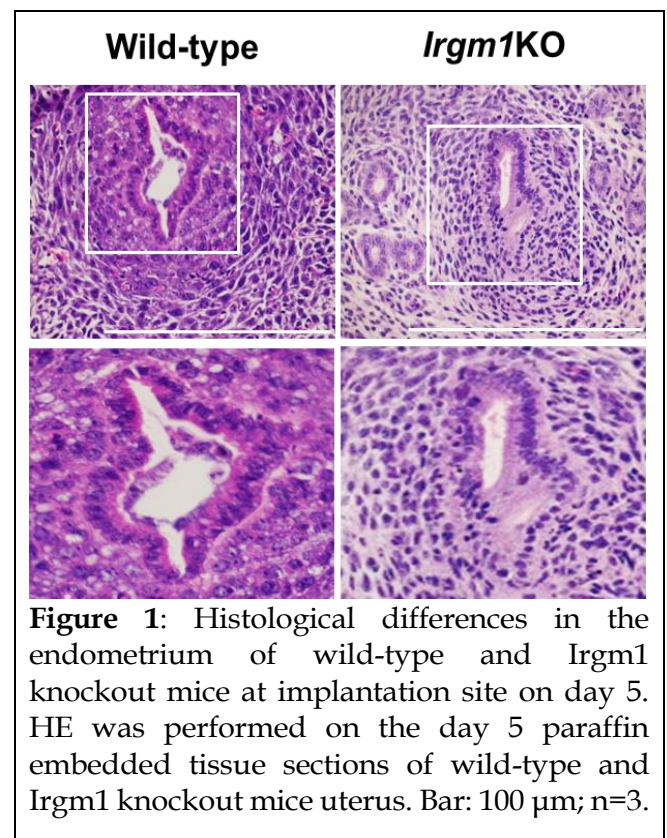 Wild-type
Irgm1KO
Figure 1: Histological differences in the
endometrium of wild-type and Irgm1
knockout mice at implantation site on day 5.
HE was performed on the day 5 paraffin
embedded tissue sections of wild-type and
Irgm1 knockout mice uterus. Bar: 100 µm; n=3.